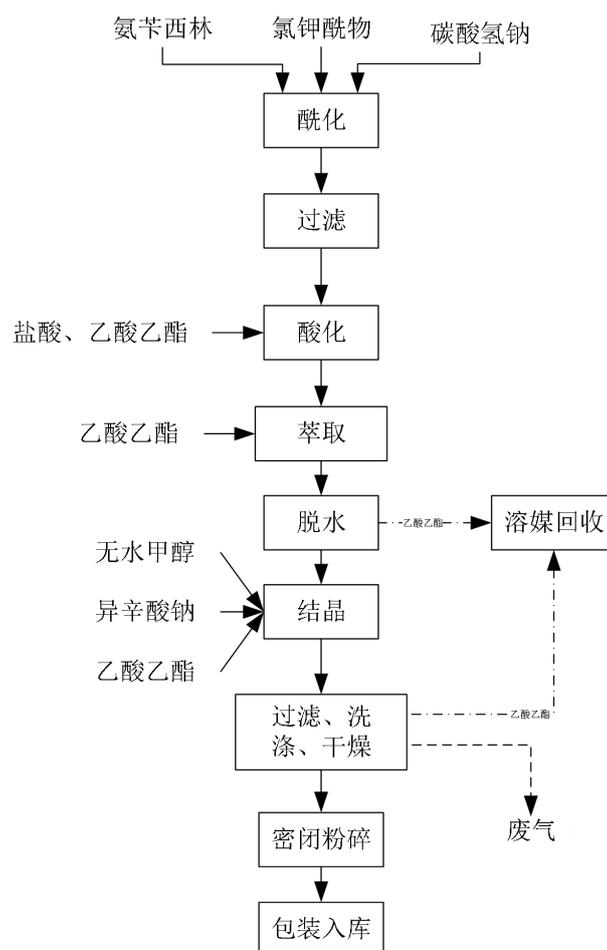 氨苄西林
氯钾酰物
碳酸氢钠
酰化
过滤
盐酸、乙酸乙酯
酸化
乙酸乙酯
萃取
脱水
乙酸乙酯
溶媒回收
无水甲醇
异辛酸钠
结晶
乙酸乙酯
过滤、洗
涤、干燥
乙酸乙酯
废气
密闭粉碎
包装入库